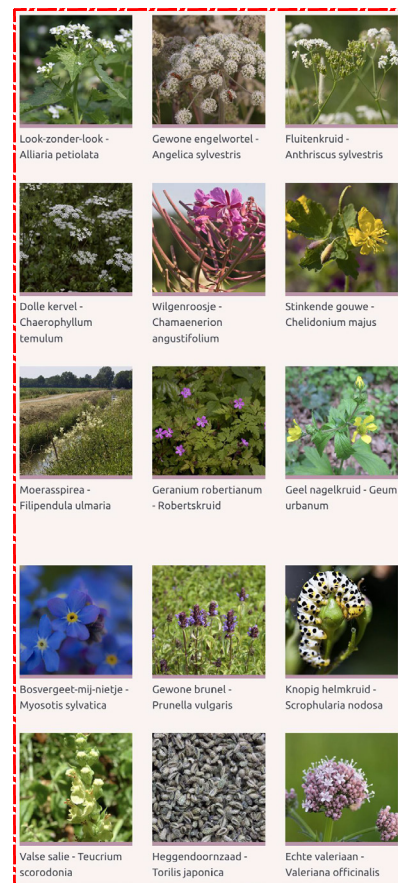 Look-zonder-look -
Alliaria petiolata
Gewone engelwortel -
Angelica sylvestris
Fluitenkruid -
Anthriscus sylvestris
Dolle kervel -
Chaerophyllum
temulum
Wilgenroosje -
Chamaenerion
angustifolium
Stinkende gouwe -
Chelidonium majus
Moerasspirea -
Filipendula ulmaria
Geranium robertianum
- Robertskruid
Geel nagelkruid - Geum
urbanum
Bosvergeet-mij-nietje -
Myosotis sylvatica
Gewone brunel -
Prunella vulgaris
Knopig helmkruid -
Scrophularia nodosa
Valse salie - Teucrium
scorodonia
Heggendoornzaad -
Torilis japonica
Echte valeriaan -
Valeriana officinalis